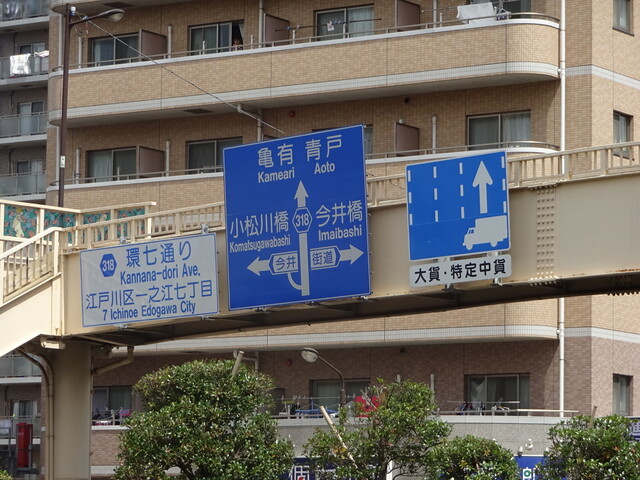 318 環七通り
Kannana-dori Ave.
江戸川区一之江七丁目
7 Ichinoe Edogawa City
亀有 青戸
Kameari Aoto
小松川橋 318 今井橋
Komatsugawabashi Imaibashi
今井 街道
大貨・特定中貨